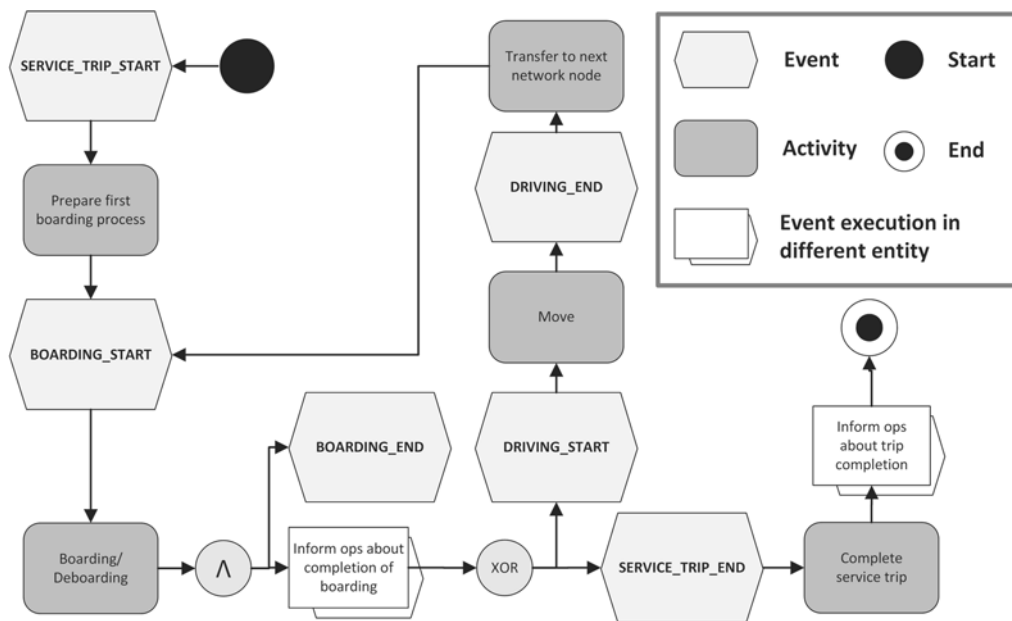 SERVICE_TRIP_START
Prepare first
boarding process
BOARDING_START
Boarding/
Deboarding
Λ
BOARDING_END
Inform ops about
completion of
boarding
XOR
Transfer to next
network node
DRIVING_END
Move
DRIVING_START
SERVICE_TRIP_END
Complete
service trip
Inform ops
about trip
completion
Event
Start
Activity
End
Event execution in
different entity